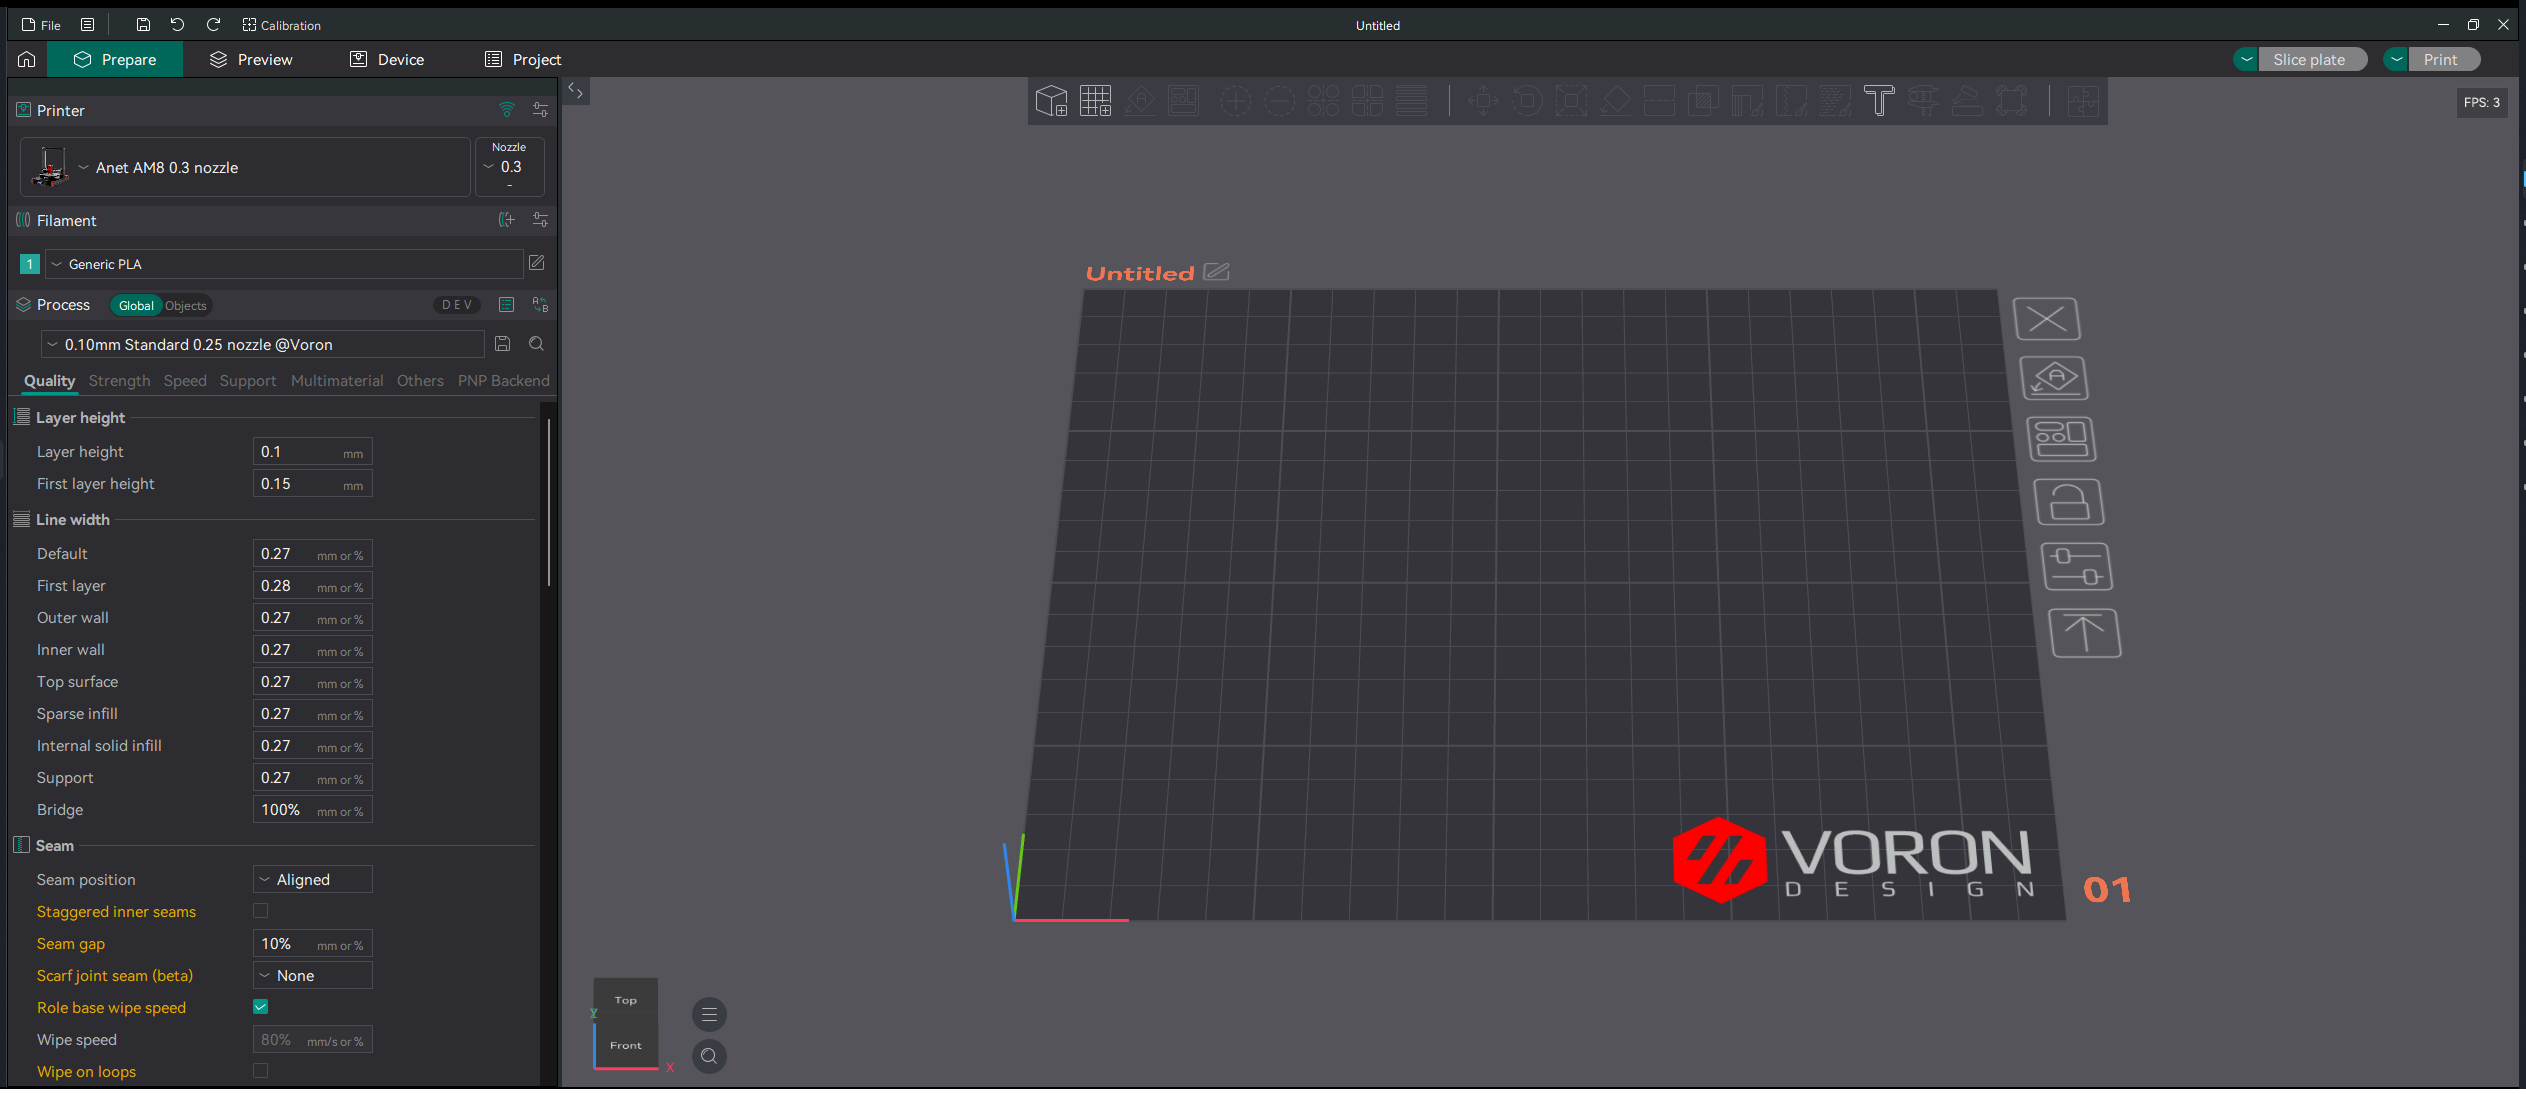 File
Calibration
Untitled
Prepare
Preview
Device
Project
Slice plate
Print
FPS: 3
Printer
Anet AM8 0.3 nozzle
Nozzle
0.3
-
Filament
1
Generic PLA
Process
Global
Objects
DEV
0.10mm Standard 0.25 nozzle @Voron
Quality
Strength
Speed
Support
Multimaterial
Others
PNP Backend
Layer height
Layer height 0.1 mm
First layer height 0.15 mm
Line width
Default 0.27 mm or %
First layer 0.28 mm or %
Outer wall 0.27 mm or %
Inner wall 0.27 mm or %
Top surface 0.27 mm or %
Sparse infill 0.27 mm or %
Internal solid infill 0.27 mm or %
Support 0.27 mm or %
Bridge 100% mm or %
Seam
Seam position Aligned
Staggered inner seams
Seam gap 10% mm or %
Scarf joint seam (beta) None
Role base wipe speed
Wipe speed 80% mm/s or %
Wipe on loops
Untitled
VORON
DESIGN
01
Top
Front
y
x